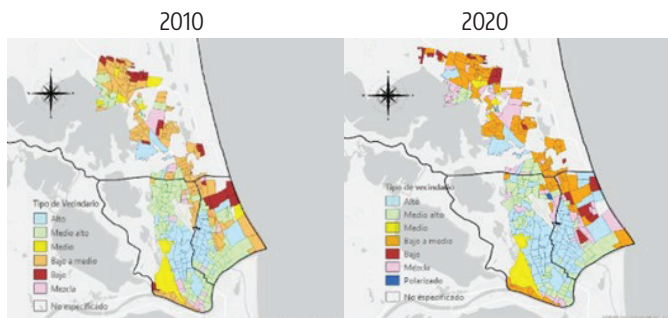 2010
2020
Tipo de Vecindario
Alto
Medio alto
Medio
Bajo a medio
Bajo
Mezcla
No especificado
Tipo de vecindario
Alto
Medio alto
Medio
Bajo a medio
Bajo
Mezcla
Polarizado
No especificado